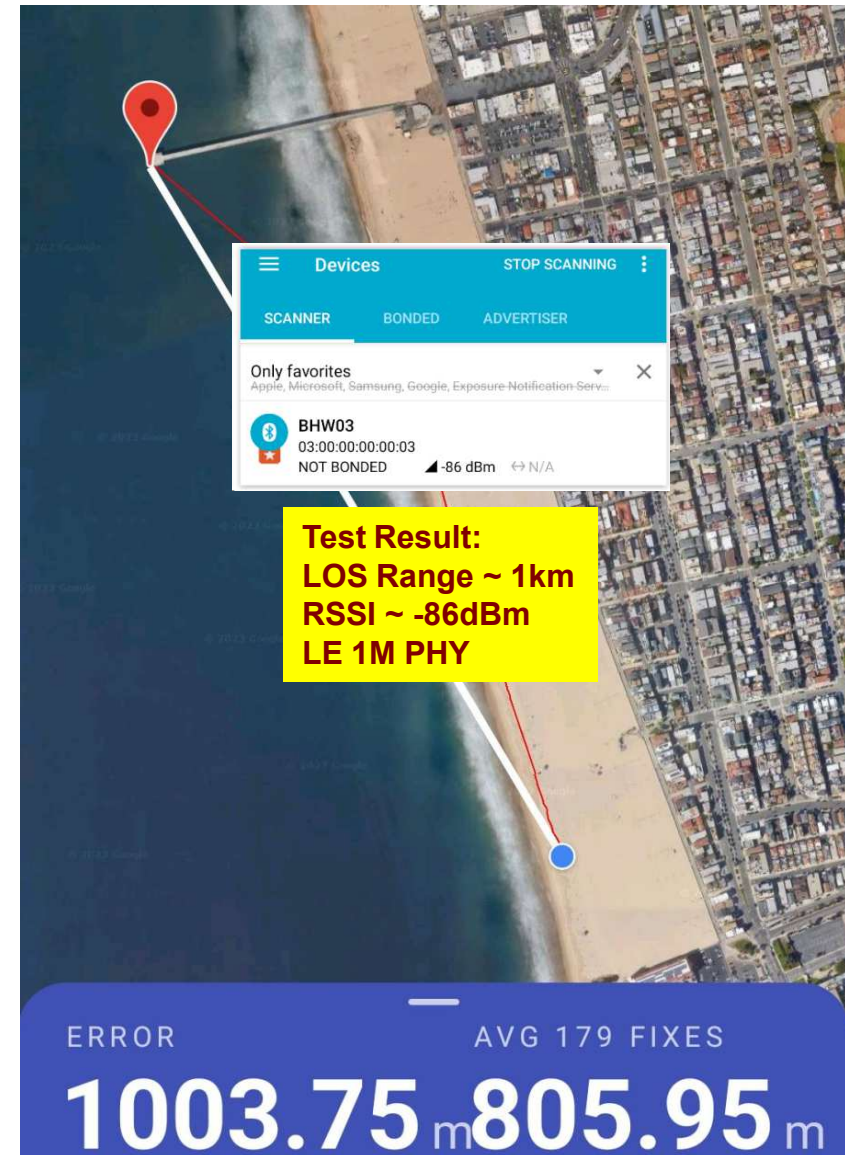 Devices
STOP SCANNING
SCANNER
BONDED
ADVERTISER
Only favorites
Apple, Microsoft, Samsung, Google, Exposure Notification Serv...
BHW03
03:00:00:00:00:03
NOT BONDED
-86 dBm
N/A
Test Result:
LOS Range ~ 1km
RSSI ~ -86dBm
LE 1M PHY
ERROR
AVG 179 FIXES
1003.75 m
805.95 m